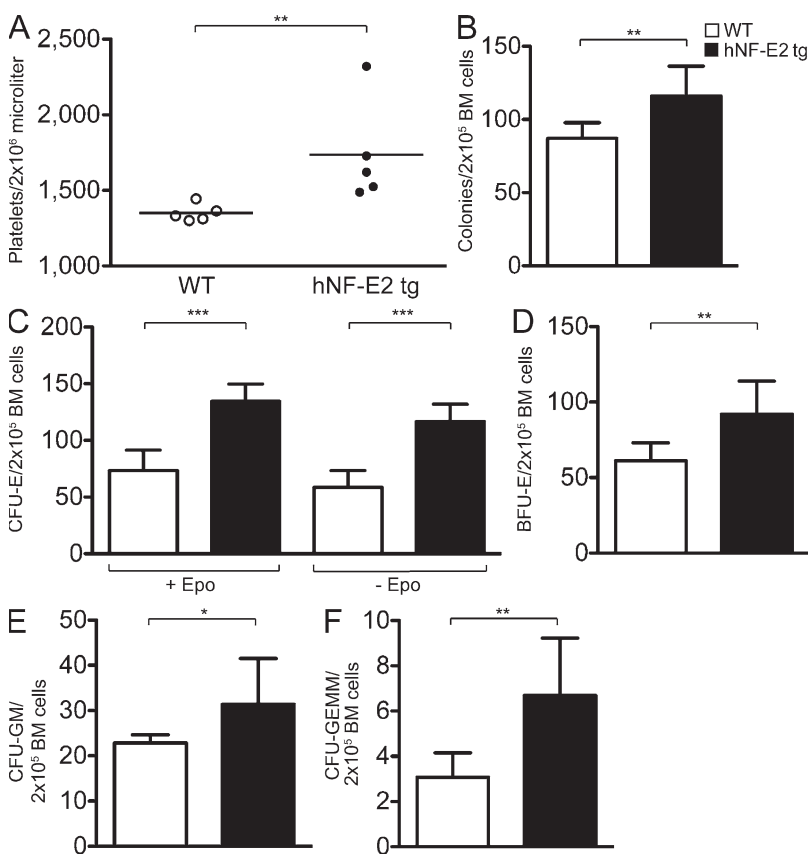 A
Platelets/2x10⁶ microliter
2,500
2,000
1,500
1,000
**
WT
hNF-E2 tg
B
Colonies/2x10⁵ BM cells
150
100
50
0
**
WT
hNF-E2 tg
C
CFU-E/2x10⁵ BM cells
200
150
100
50
0
***
***
+ Epo
- Epo
D
BFU-E/2x10⁵ BM cells
150
100
50
0
**
E
CFU-GM/
2x10⁵ BM cells
50
40
30
20
10
0
*
F
CFU-GEMM/
2x10⁵ BM cells
10
8
6
4
2
0
**